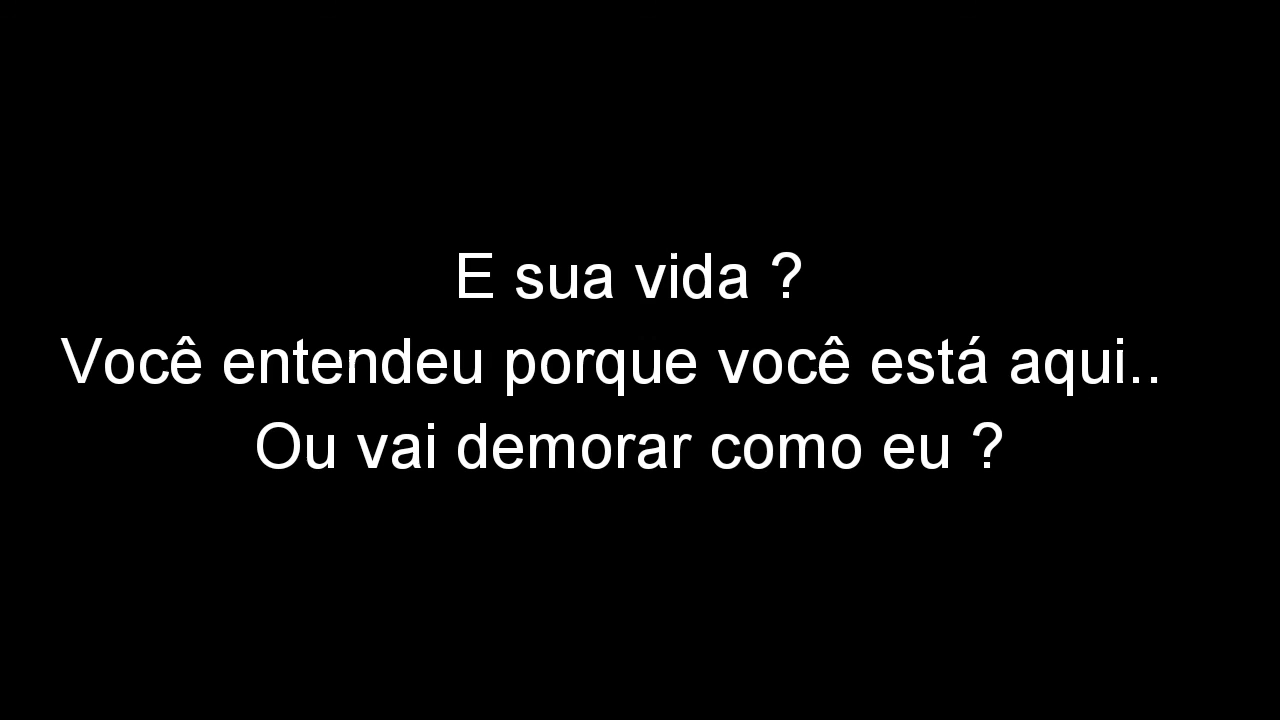 E sua vida ?
Você entendeu porque você está aqui..
Ou vai demorar como eu ?